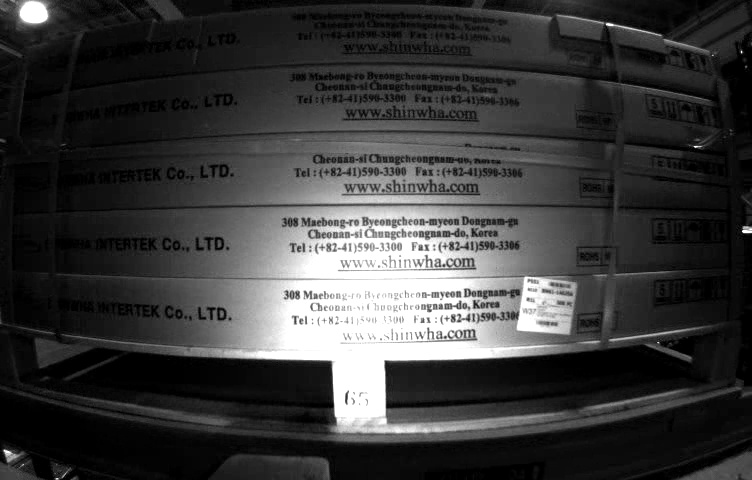 INTERTEK Co., LTD.
308 Maebong-ro Byeongcheon-myeon Dongnam-gu
Cheonan-si Chungcheongnam-do, Korea
Tel : (+82-41)590-3300 Fax : (+82-41)590-3306
www.shinwha.com
INTERTEK Co., LTD.
308 Maebong-ro Byeongcheon-myeon Dongnam-gu
Cheonan-si Chungcheongnam-do, Korea
Tel : (+82-41)590-3300 Fax : (+82-41)590-3306
www.shinwha.com
ROHS
INTERTEK Co., LTD.
Cheonan-si Chungcheongnam-do, Korea
Tel : (+82-41)590-3300 Fax : (+82-41)590-3306
www.shinwha.com
ROHS
INTERTEK Co., LTD.
308 Maebong-ro Byeongcheon-myeon Dongnam-gu
Cheonan-si Chungcheongnam-do, Korea
Tel : (+82-41)590-3300 Fax : (+82-41)590-3306
www.shinwha.com
ROHS
INTERTEK Co., LTD.
308 Maebong-ro Byeongcheon-myeon Dongnam-gu
Cheonan-si Chungcheongnam-do, Korea
Tel : (+82-41)590-3300 Fax : (+82-41)590-330
www.shinwha.com
W37
ROHS
65